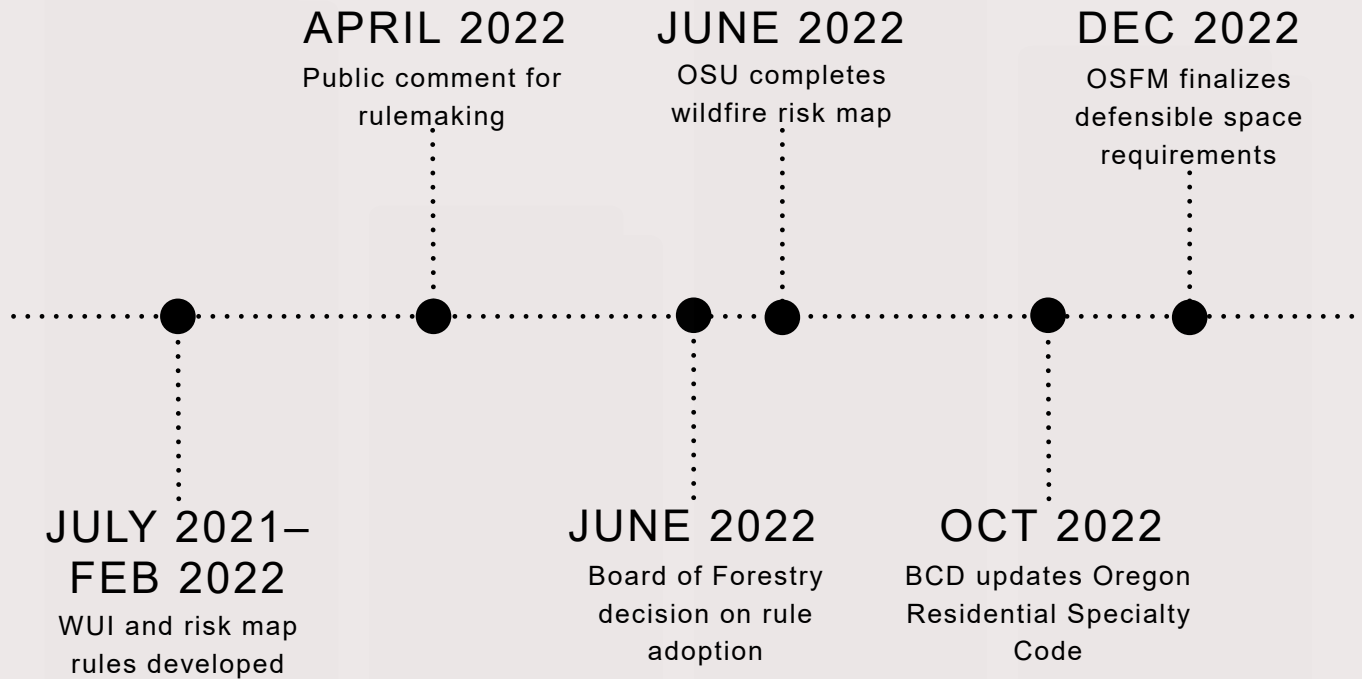 APRIL 2022
Public comment for
rulemaking
JUNE 2022
OSU completes
wildfire risk map
DEC 2022
OSFM finalizes
defensible space
requirements
JULY 2021–
FEB 2022
WUI and risk map
rules developed
JUNE 2022
Board of Forestry
decision on rule
adoption
OCT 2022
BCD updates Oregon
Residential Specialty
Code